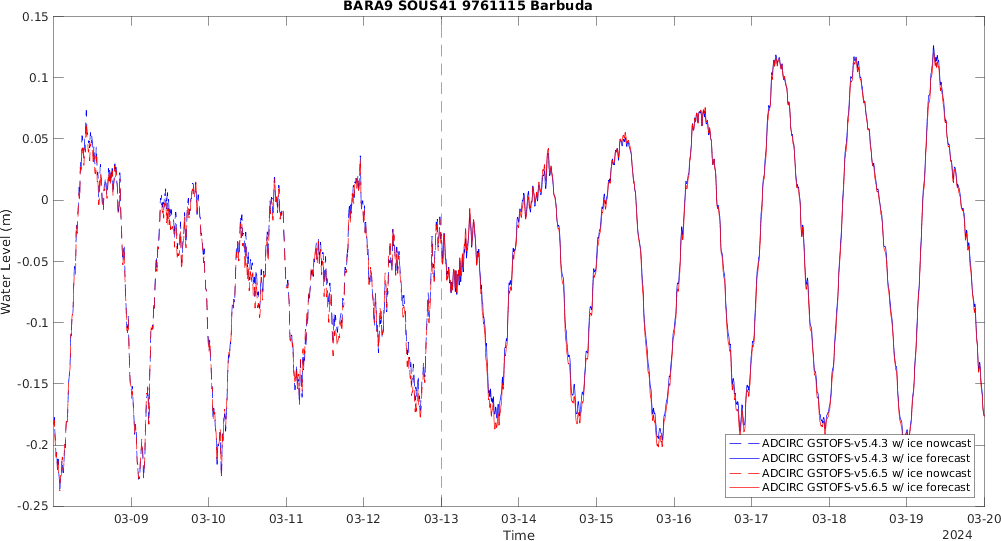 BARA9 SOUS41 9761115 Barbuda
0.15
0.1
0.05
0
-0.05
-0.1
-0.15
-0.2
-0.25
Water Level (m)
ADCIRC GSTOFS-v5.4.3 w/ ice nowcast
ADCIRC GSTOFS-v5.4.3 w/ ice forecast
ADCIRC GSTOFS-v5.6.5 w/ ice nowcast
ADCIRC GSTOFS-v5.6.5 w/ ice forecast
03-09 03-10 03-11 03-12 03-13 03-14 03-15 03-16 03-17 03-18 03-19 03-20
Time
2024